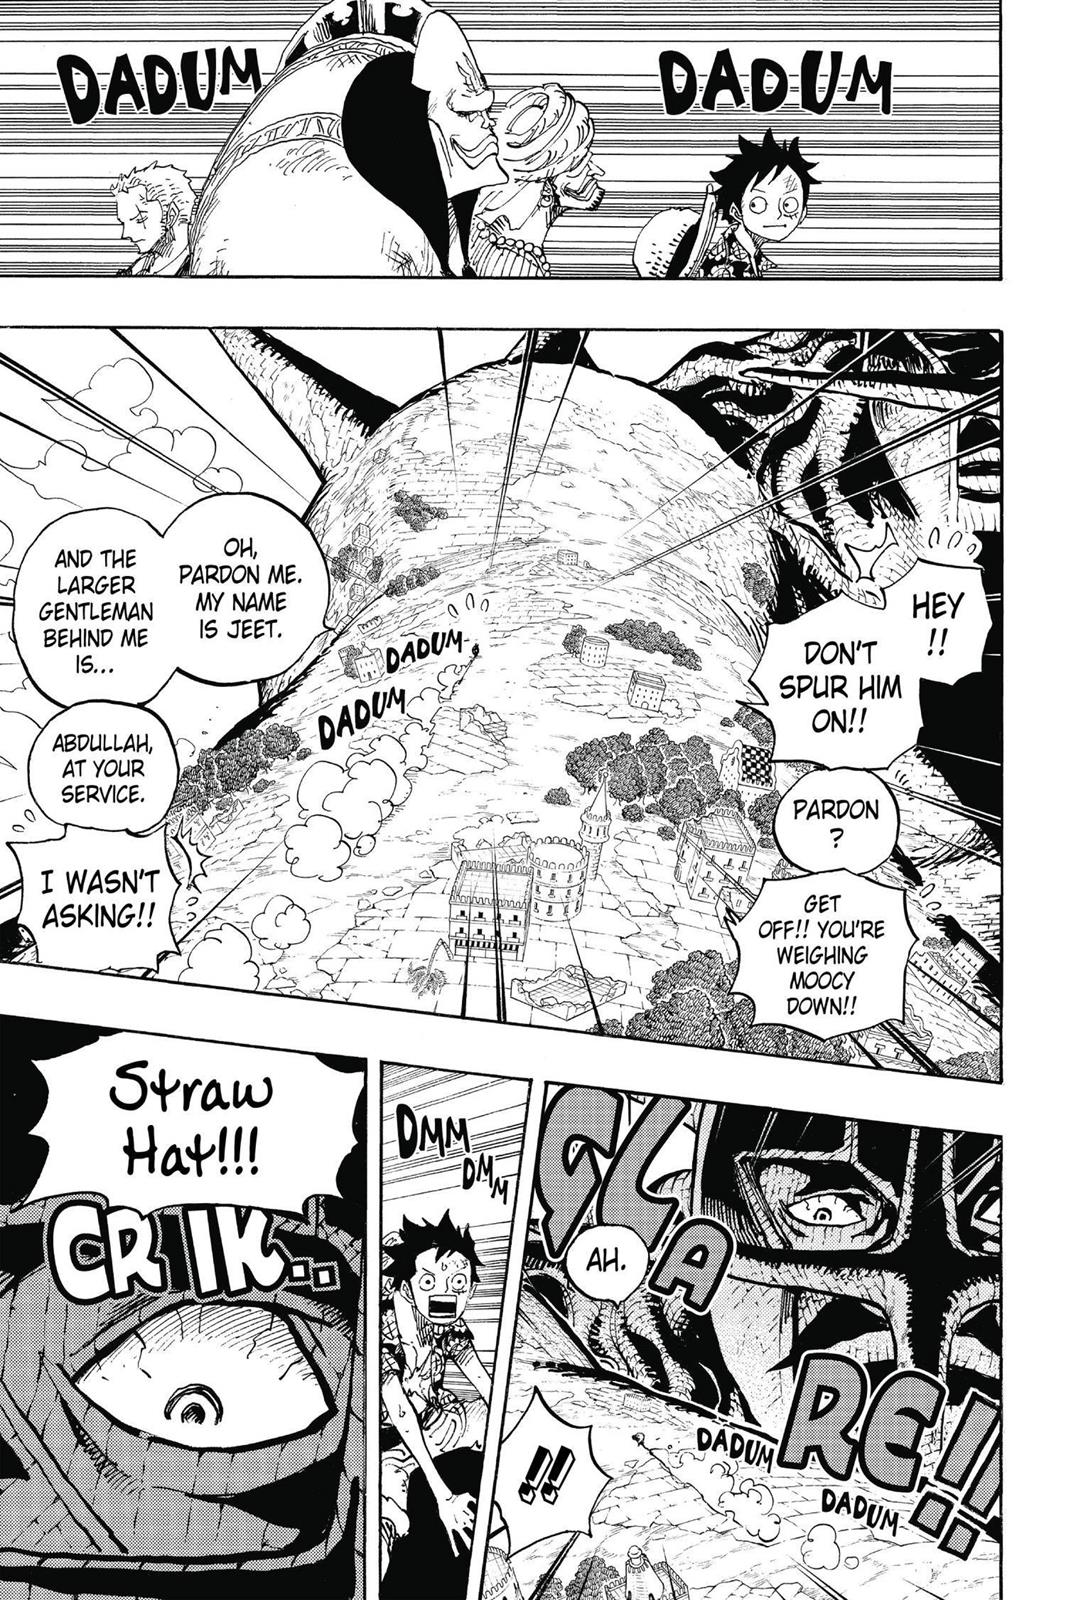 DADUM
DADUM
HEY
!!
DON'T
SPUR HIM
ON!!
PARDON
?
GET
OFF!! YOU'RE
WEIGHING
MOOCY
DOWN!!
DADUM
DADUM
OH,
PARDON ME.
MY NAME
IS JEET.
AND THE
LARGER
GENTLEMAN
BEHIND ME
IS...
ABDULLAH,
AT YOUR
SERVICE.
I WASN'T
ASKING!!
GLARE!!
AH.
DADUM
DADUM
!!
DMM
DMM
Straw
Hat!!!
CRIK..